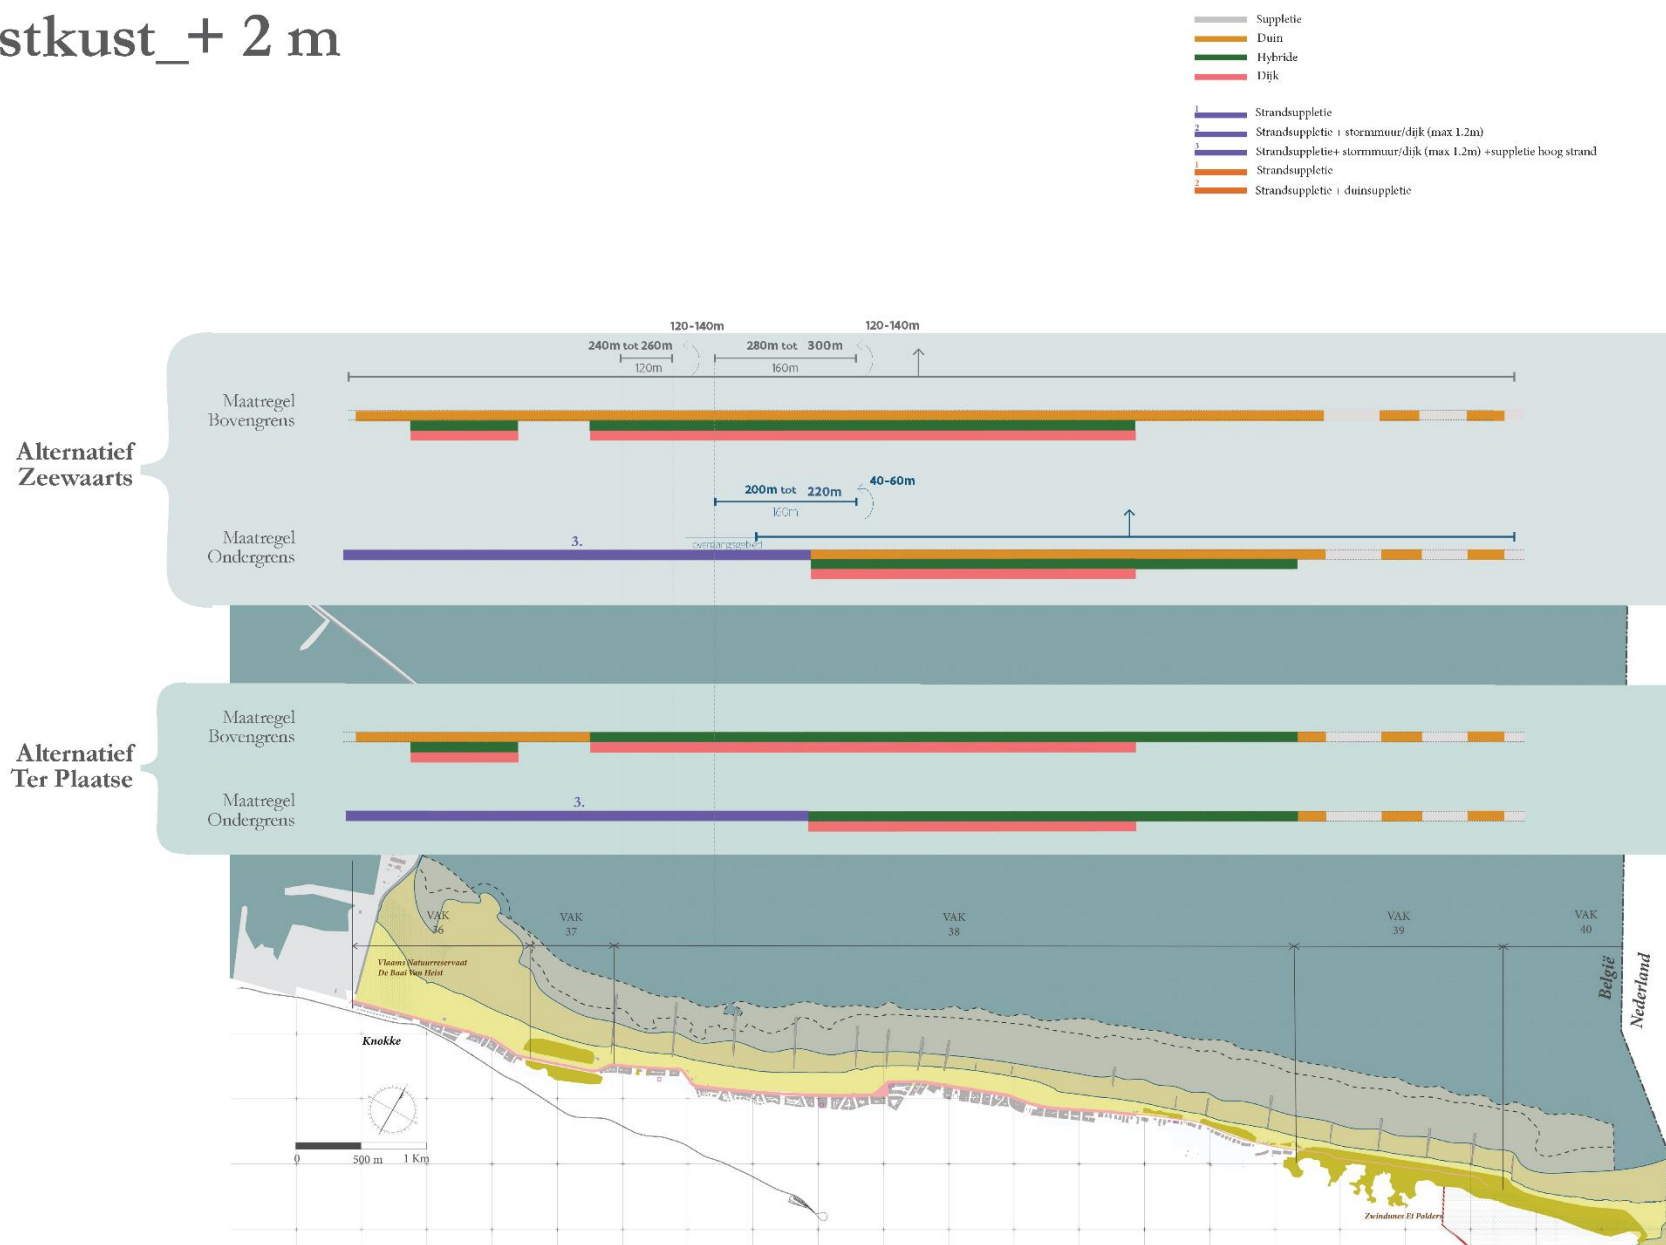 stkust_+ 2 m
Suppletie
Duin
Hybride
Dijk
1
Strandsuppletie
2
Strandsuppletie + stormmuur/dijk (max 1.2m)
3
Strandsuppletie+ stormmuur/dijk (max 1.2m) +suppletie hoog strand
1
Strandsuppletie
2
Strandsuppletie + duinsuppletie
120-140m
120-140m
240m tot 260m
280m tot 300m
120m
160m
Maatregel
Bovengrens
Alternatief
Zeewaarts
40-60m
200m tot 220m
160m
Maatregel
Ondergrens
3.
overgangsgebied
Maatregel
Bovengrens
Alternatief
Ter Plaatse
Maatregel
Ondergrens
3.
VAK
36
VAK
37
VAK
38
VAK
39
VAK
40
Vlaams Natuurreservaat
De Baai Van Heist
België
Nederland
Knokke
0
500 m
1 Km
Zwindunes Et Polders